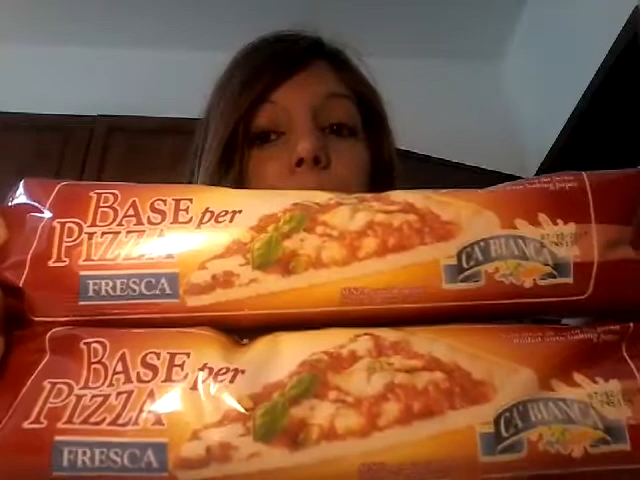 BASE per
PIZZA
FRESCA
CA' BIANCA
BASE per
PIZZA
FRESCA
CA' BIANCA